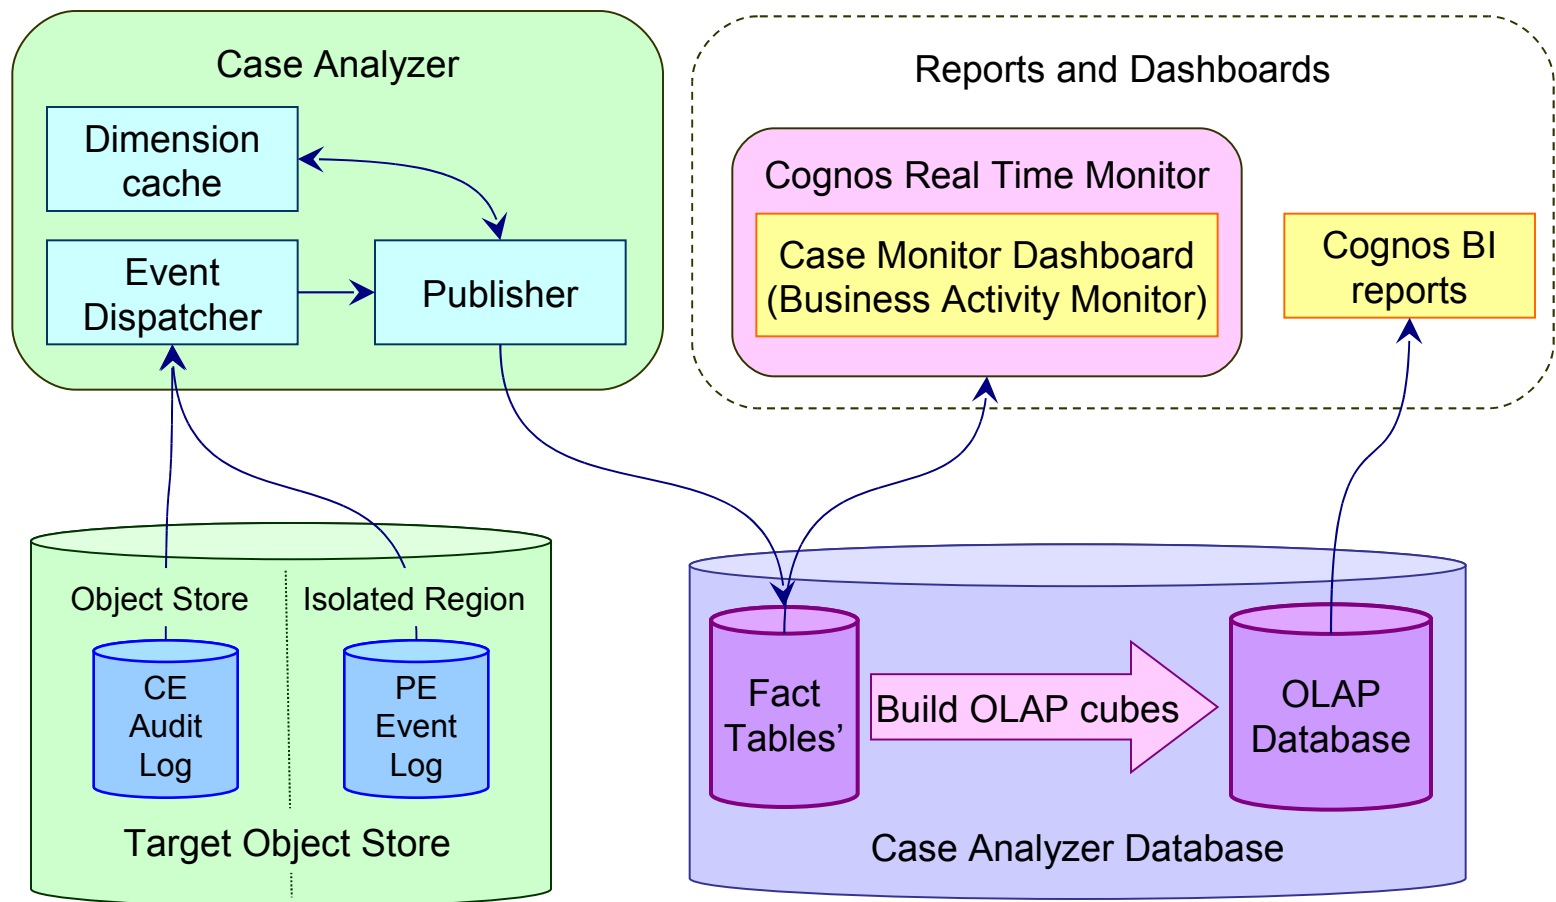 Case Analyzer
Dimension
cache
Event
Dispatcher
Publisher
Reports and Dashboards
Cognos Real Time Monitor
Case Monitor Dashboard
(Business Activity Monitor)
Cognos BI
reports
Object Store
Isolated Region
CE
Audit
Log
PE
Event
Log
Target Object Store
Fact
Tables’
Build OLAP cubes
OLAP
Database
Case Analyzer Database